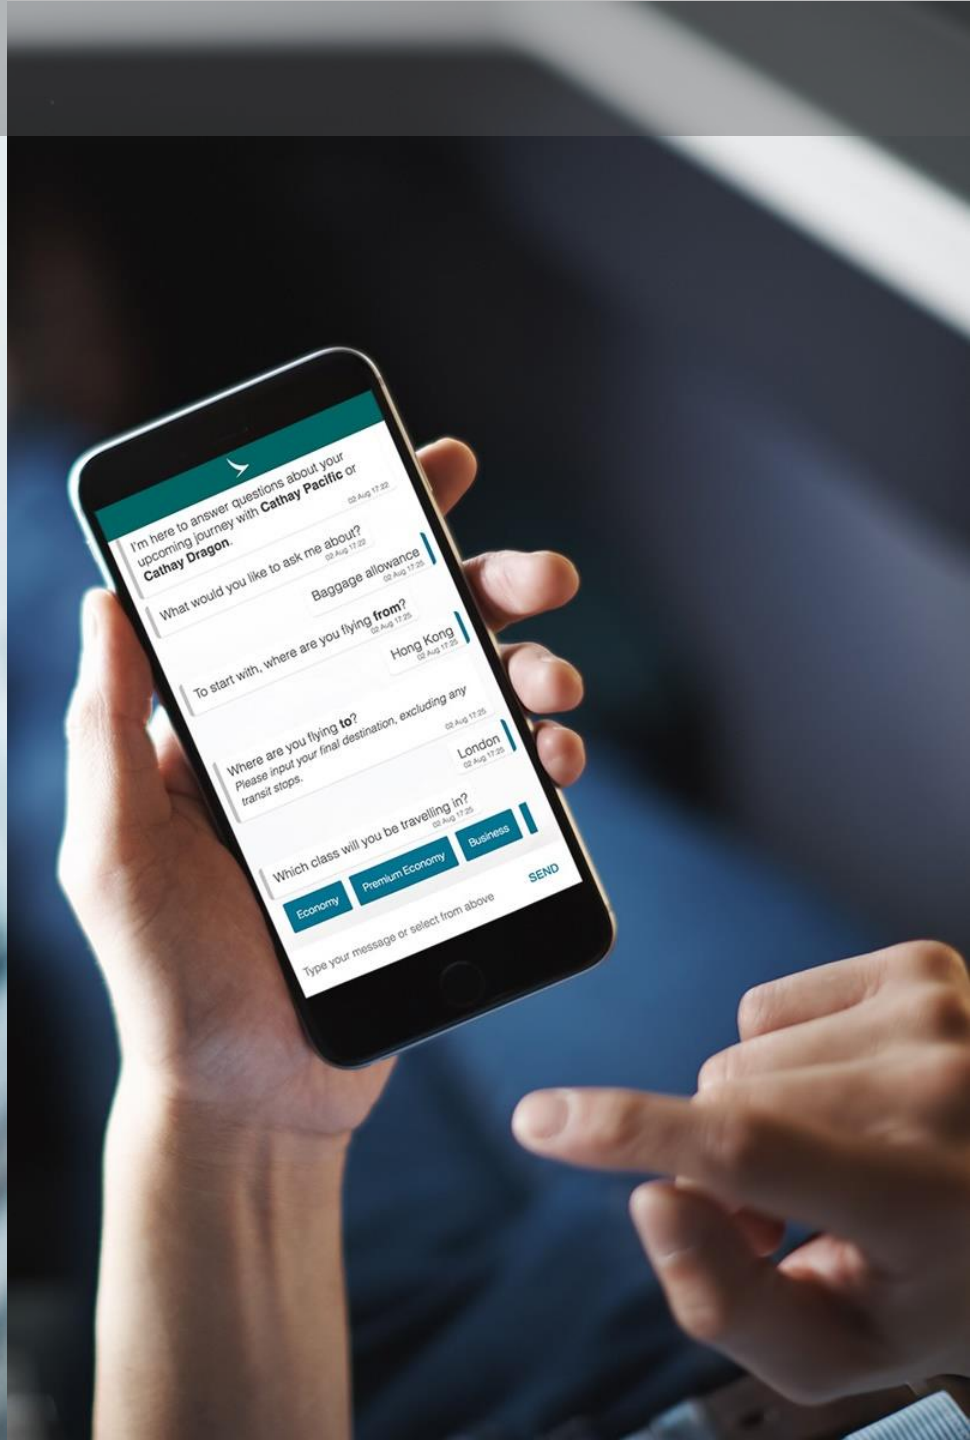 I'm here to answer questions about your
upcoming journey with Cathay Pacific or
Cathay Dragon.
02 Aug 17:22
What would you like to ask me about?
02 Aug 17:22
Baggage allowance
02 Aug 17:25
To start with, where are you flying from?
02 Aug 17:25
Hong Kong
02 Aug 17:25
Where are you flying to?
Please input your final destination, excluding any
transit stops.
02 Aug 17:25
London
02 Aug 17:25
Which class will you be travelling in?
02 Aug 17:25
Economy
Premium Economy
Business
Type your message or select from above
SEND